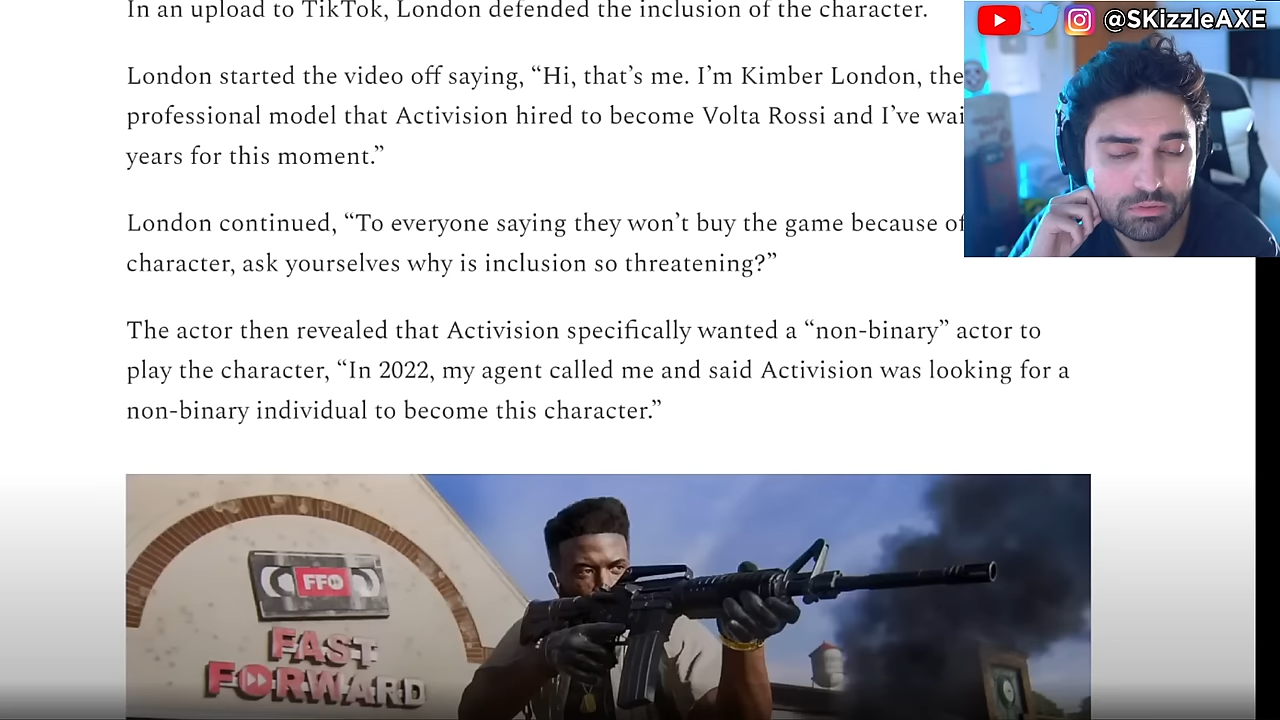 In an upload to TikTok, London defended the inclusion of the character.
@SKizzleAXE
London started the video off saying, “Hi, that’s me. I’m Kimber London, the
professional model that Activision hired to become Volta Rossi and I’ve wai
years for this moment.”
London continued, “To everyone saying they won’t buy the game because of
character, ask yourselves why is inclusion so threatening?”
The actor then revealed that Activision specifically wanted a “non-binary” actor to
play the character, “In 2022, my agent called me and said Activision was looking for a
non-binary individual to become this character.”
FFO
FAST
FORWARD